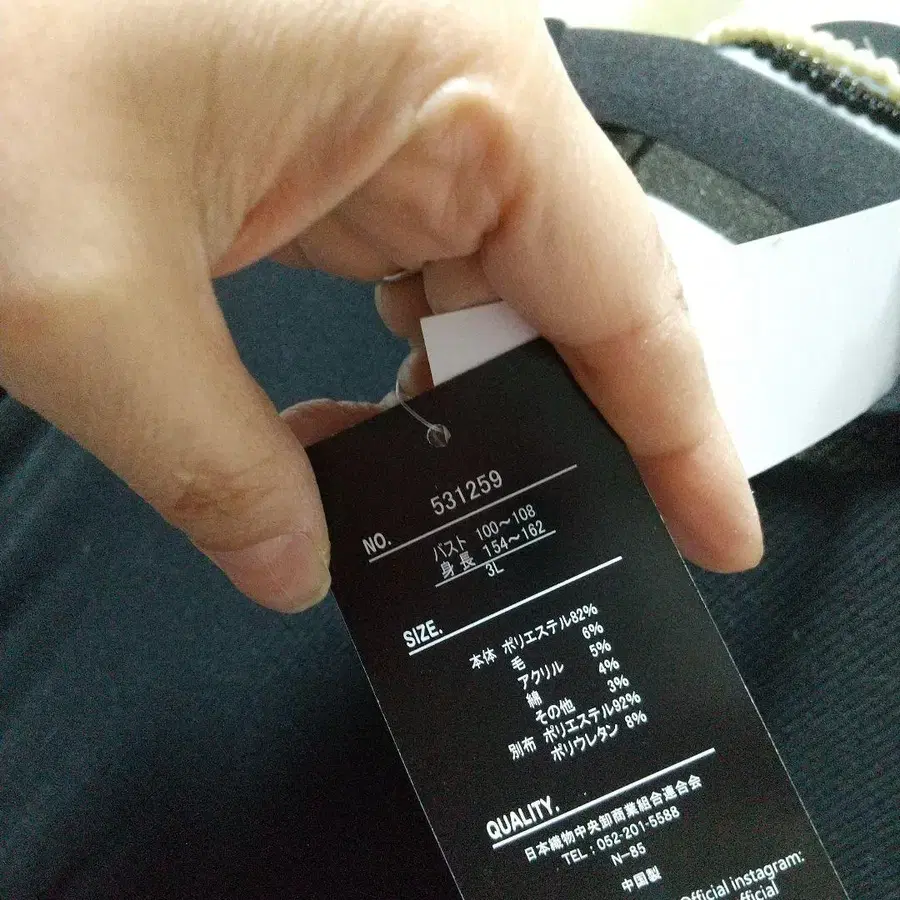 531259
NO.
バスト 100～108
身長 154～162
3L
SIZE.
本体 ポリエステル82%
毛 6%
アクリル 5%
綿 4%
その他 3%
別布 ポリエステル92%
ポリウレタン 8%
QUALITY.
日本織物中央卸商業組合連合会
TEL：052-201-5588
N-85
中国製
official instagram:
official